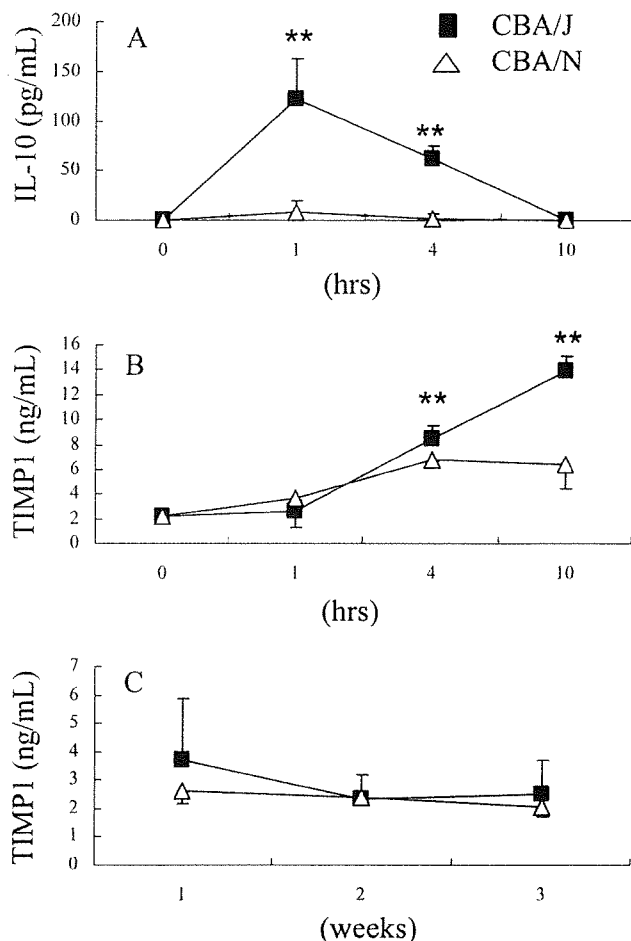 A
** 
■ CBA/J
△ CBA/N
IL-10 (pg/mL)
200
150
100
50
0
**
0 1 4 10
(hrs)
B
TIMP1 (ng/mL)
16
14
12
10
8
6
4
2
0
**
**
0 1 4 10
(hrs)
C
TIMP1 (ng/mL)
7
6
5
4
3
2
1
0
1 2 3
(weeks)